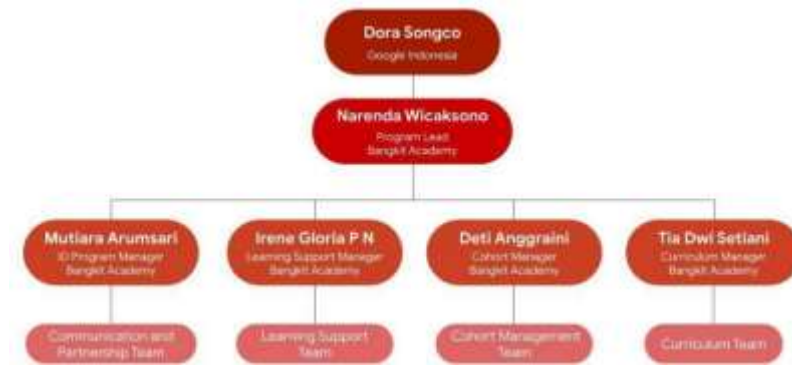 Dora Songco
Google Indonesia
Narenda Wicaksono
Program Lead
Bangkit Academy
Mutiara Arumsari
IO Program Manager
Bangkit Academy
Irene Gloria P N
Learning Support Manager
Bangkit Academy
Deti Anggraini
Cohort Manager
Bangkit Academy
Tia Dwi Setiani
Curriculum Manager
Bangkit Academy
Communication and
Partnership Team
Learning Support
Team
Cohort Management
Team
Curriculum Team